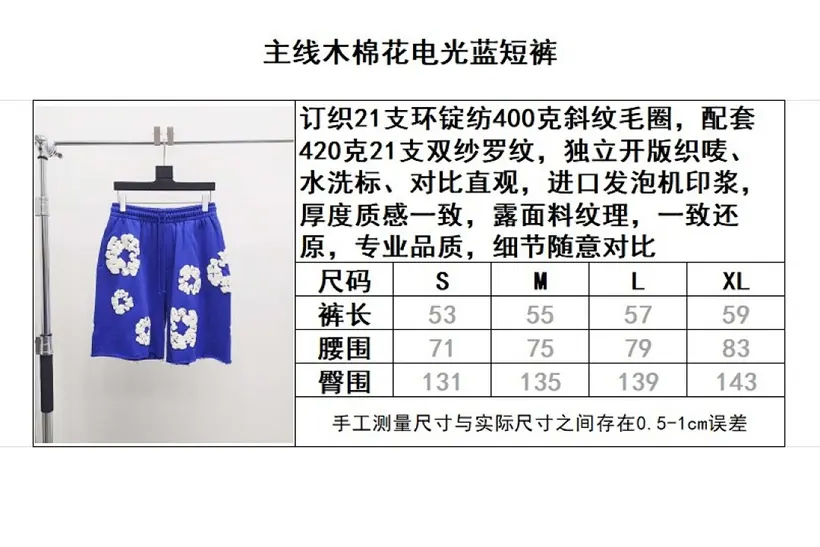 主线木棉花电光蓝短裤
订织21支环锭纺400克斜纹毛圈，配套
420克21支双纱罗纹，独立开版织唛、
水洗标、对比直观，进口发泡机印浆，
厚度质感一致，露面料纹理，一致还
原，专业品质，细节随意对比
尺码 S M L XL
裤长 53 55 57 59
腰围 71 75 79 83
臀围 131 135 139 143
手工测量尺寸与实际尺寸之间存在0.5-1cm误差